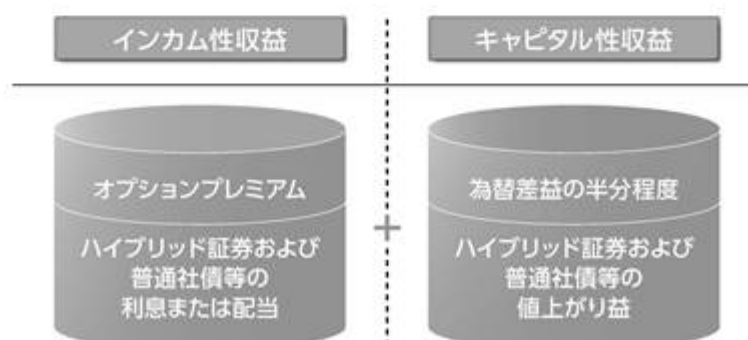 インカム性収益
キャピタル性収益
オプションプレミアム
ハイブリッド証券および
普通社債等の
利息または配当
+
為替差益の半分程度
ハイブリッド証券および
普通社債等の
値上がり益